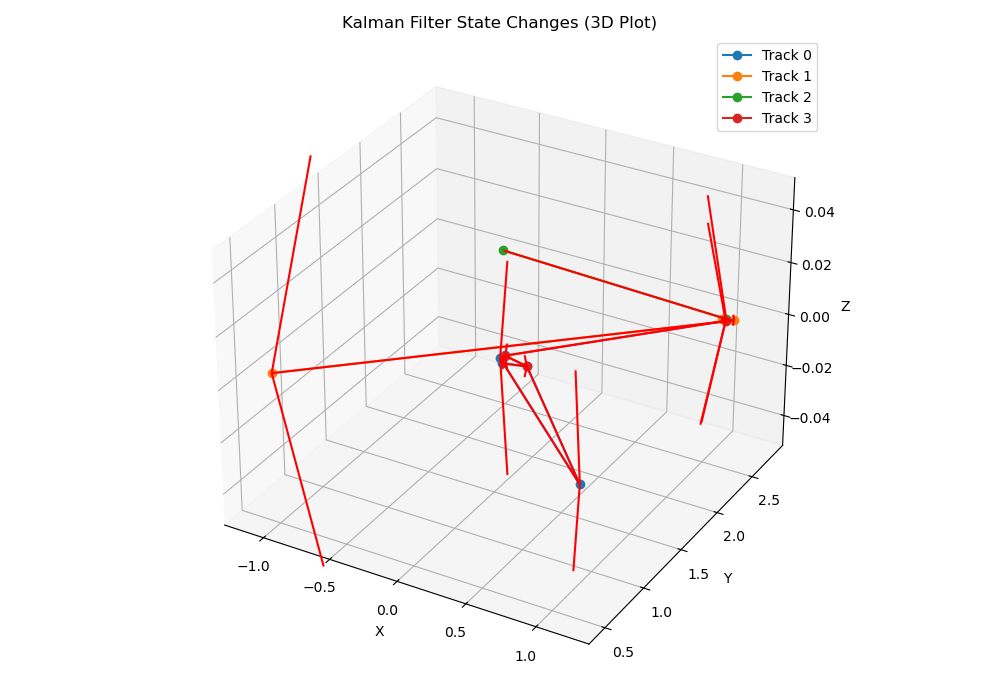 Kalman Filter State Changes (3D Plot)
Track 0
Track 1
Track 2
Track 3
0.04
0.02
0.00
−0.02
−0.04
Z
2.5
2.0
1.5
1.0
0.5
Y
−1.0
−0.5
0.0
0.5
1.0
X